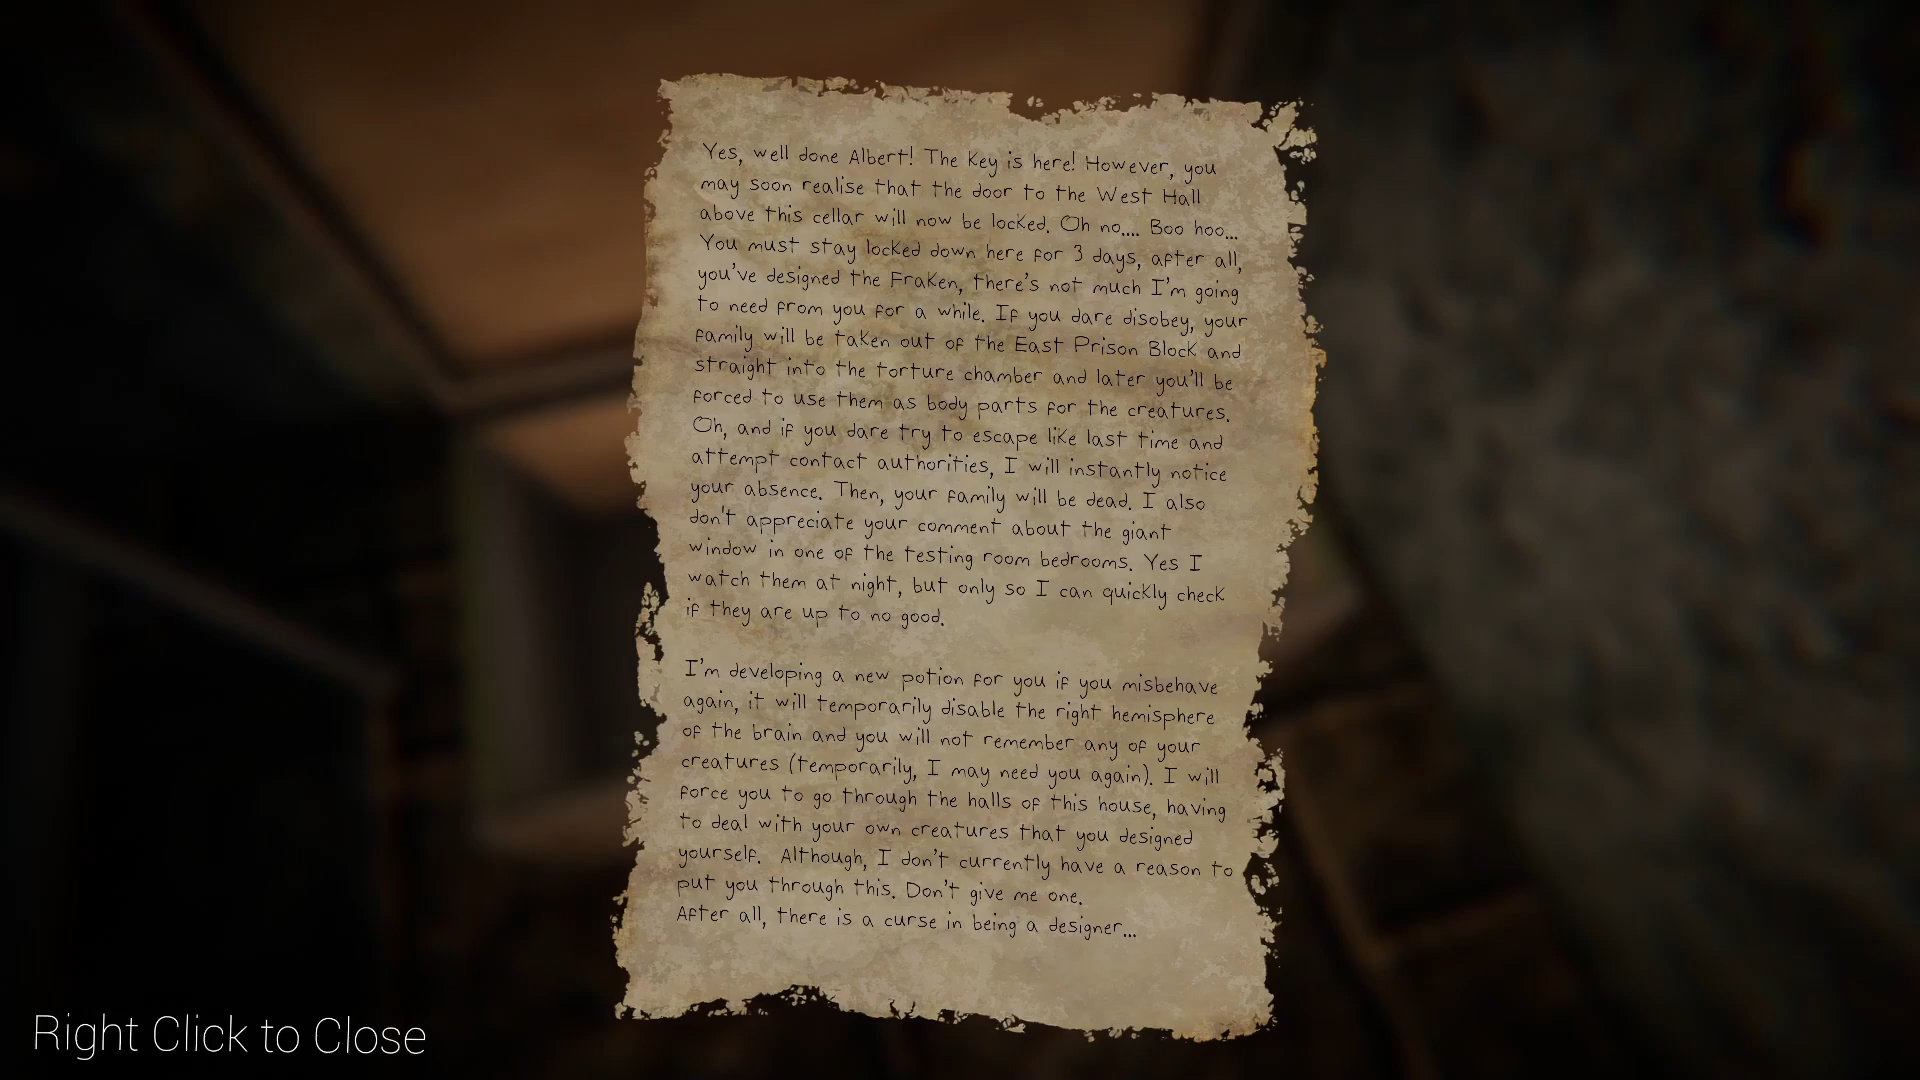 Yes, well done Albert! The Key is here! However, you
may soon realise that the door to the West Hall
above this cellar will now be locked. Oh no.... Boo hoo...
You must stay locked down here for 3 days, after all,
you've designed the Fraken, there's not much I'm going
to need from you for a while. If you dare disobey, your
family will be taken out of the East Prison Block and
straight into the torture chamber and later you'll be
forced to use them as body parts for the creatures.
Oh, and if you dare try to escape like last time and
attempt contact authorities, I will instantly notice
your absence. Then, your family will be dead. I also
don't appreciate your comment about the giant
window in one of the testing room bedrooms. Yes I
watch them at night, but only so I can quickly check
if they are up to no good.
I'm developing a new potion for you if you misbehave
again, it will temporarily disable the right hemisphere
of the brain and you will not remember any of your
creatures (temporarily, I may need you again). I will
force you to go through the halls of this house, having
to deal with your own creatures that you designed
yourself. Although, I don't currently have a reason to
put you through this. Don't give me one.
After all, there is a curse in being a designer...
Right Click to Close